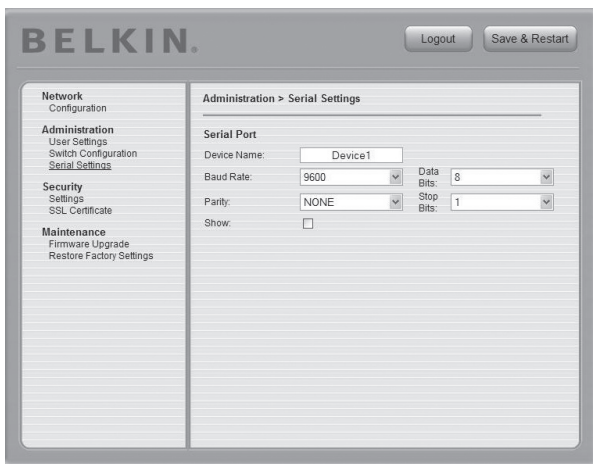 BELKIN.
Logout
Save & Restart
Network
Configuration
Administration
User Settings
Switch Configuration
Serial Settings
Security
Settings
SSL Certificate
Maintenance
Firmware Upgrade
Restore Factory Settings
Administration > Serial Settings
Serial Port
Device Name: Device1
Baud Rate: 9600 Data Bits: 8
Parity: NONE Stop Bits: 1
Show: